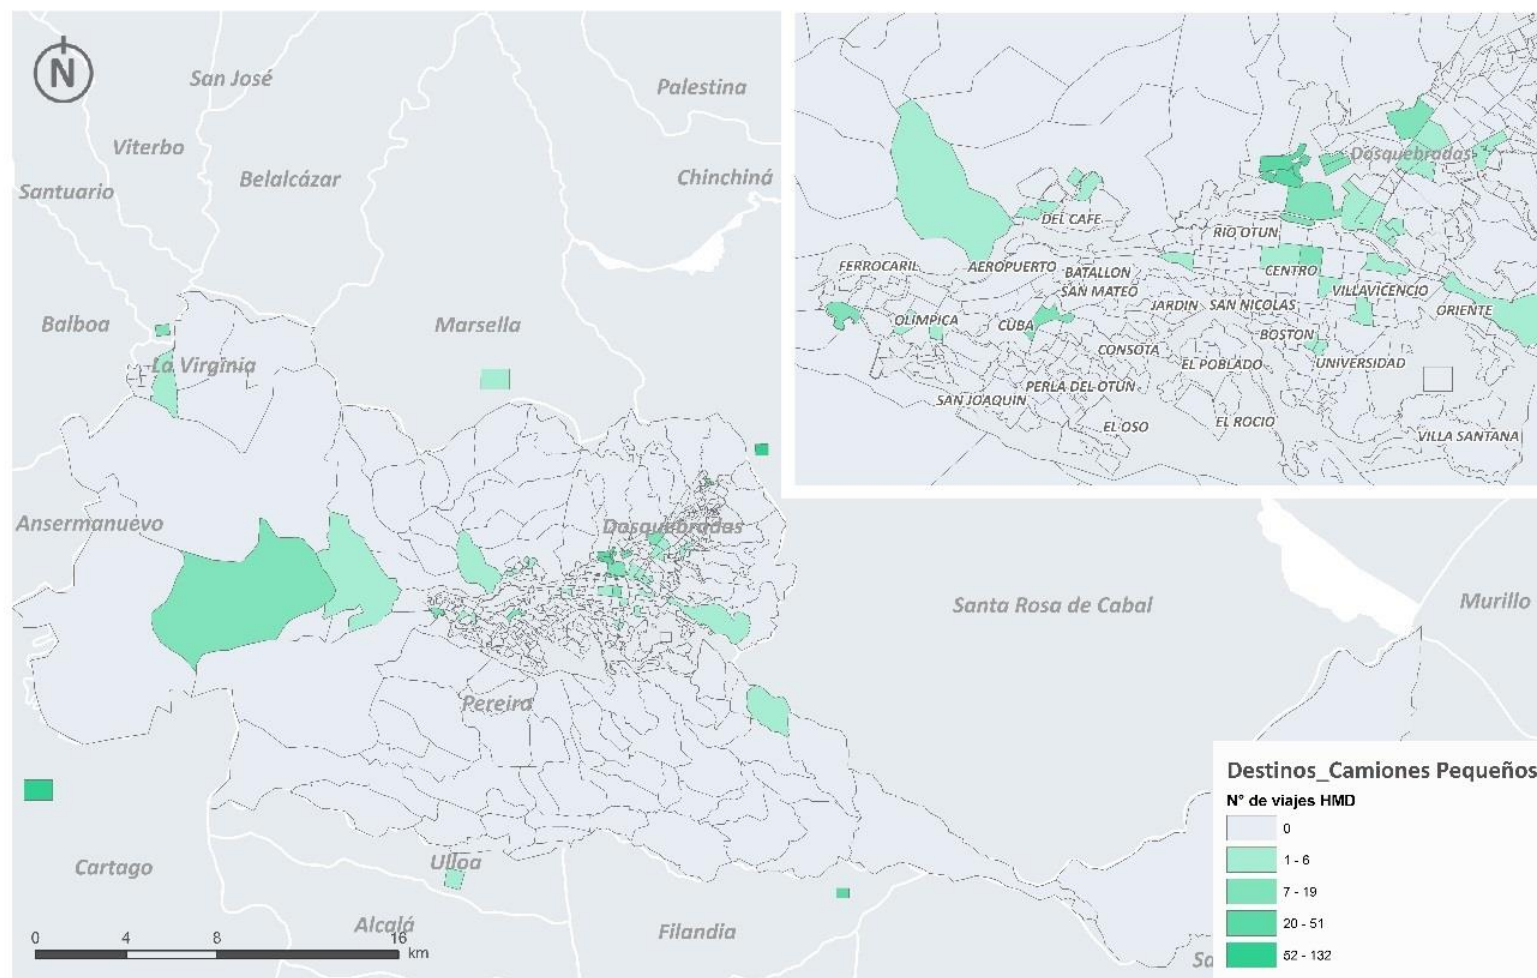 N
San José
Palestina
Viterbo
Santuario
Belalcázar
Chinchiná
Balboa
Marsella
La Virginia
Ansermanuevo
Dosquebradas
Santa Rosa de Cabal
Murillo
Pereira
Cartago
Ulloa
Alcalá
Filandia
Sa
0 4 8 16
km
Dosquebradas
DEL CAFE
RIO OTUN
FERROCARIL
AEROPUERTO
BATALLON
CENTRO
SAN MATEO
VILLAVICENCIO
OLIMPICA
CUBA
JARDIN
SAN NICOLAS
ORIENTE
BOSTON
CONSOTA
EL POBLADO
UNIVERSIDAD
PERLA DEL OTUN
SAN JOAQUIN
EL OSO
EL ROCIO
VILLA SANTANA
Destinos_Camiones Pequeños
N° de viajes HMD
0
1 - 6
7 - 19
20 - 51
52 - 132